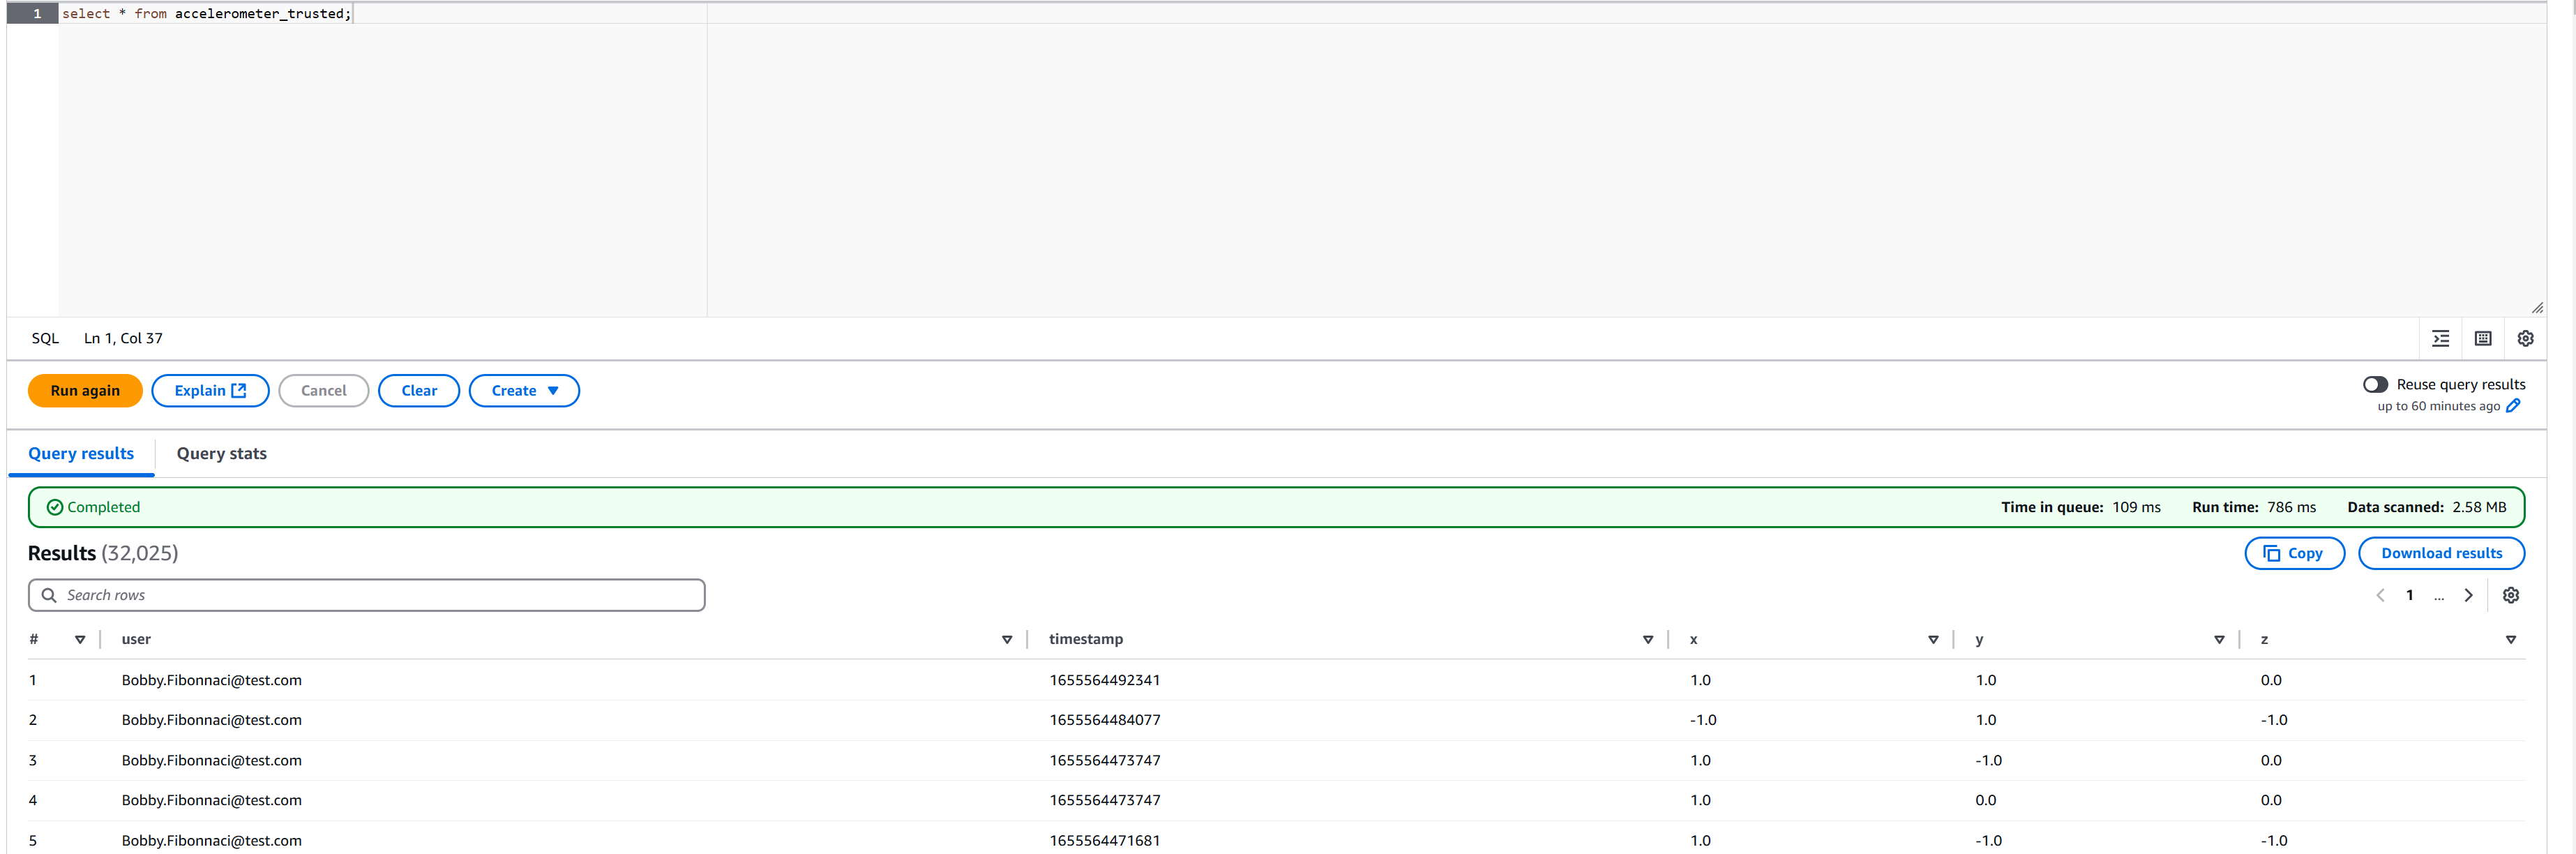 1 select * from accelerometer_trusted;
SQL Ln 1, Col 37
Run again Explain Cancel Clear Create Reuse query results
up to 60 minutes ago
Query results Query stats
Completed Time in queue: 109 ms Run time: 786 ms Data scanned: 2.58 MB
Results (32,025) Copy Download results
Search rows 1 ...
# user timestamp x y z
1 Bobby.Fibonnaci@test.com 1655564492341 1.0 1.0 0.0
2 Bobby.Fibonnaci@test.com 1655564484077 -1.0 1.0 -1.0
3 Bobby.Fibonnaci@test.com 1655564473747 1.0 -1.0 0.0
4 Bobby.Fibonnaci@test.com 1655564473747 1.0 0.0 0.0
5 Bobby.Fibonnaci@test.com 1655564471681 1.0 -1.0 -1.0